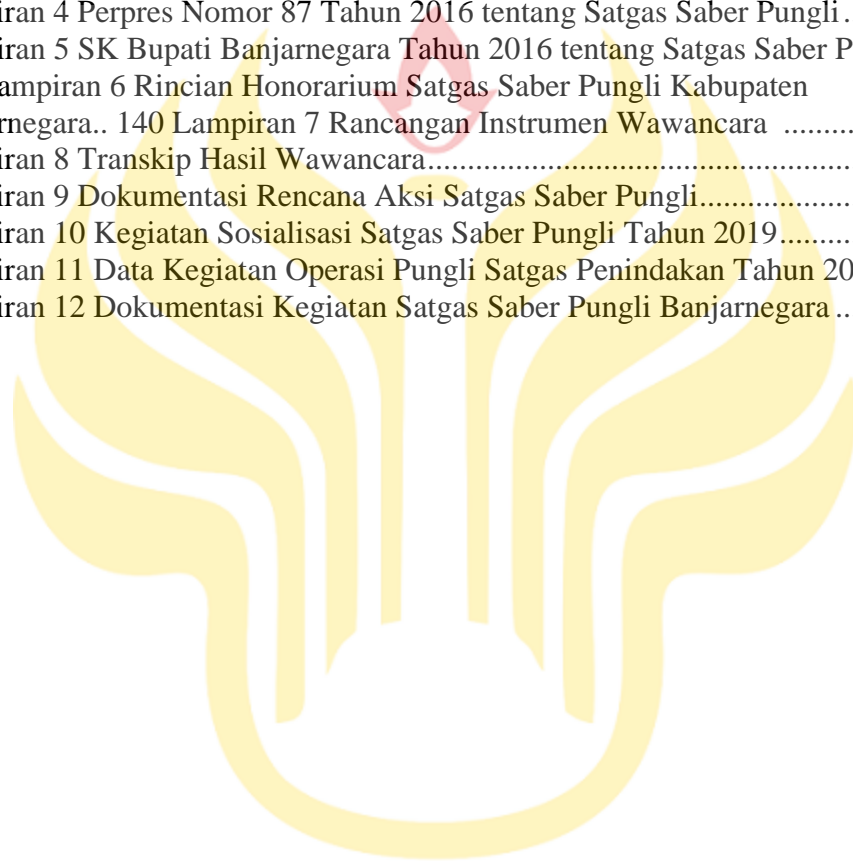 iran 4 Perpres Nomor 87 Tahun 2016 tentang Satgas Saber Pungli.
iran 5 SK Bupati Banjarnegara Tahun 2016 tentang Satgas Saber P
ampiran 6 Rincian Honorarium Satgas Saber Pungli Kabupaten
rnegara.. 140 Lampiran 7 Rancangan Instrumen Wawancara .........
iran 8 Transkip Hasil Wawancara......................................................
iran 9 Dokumentasi Rencana Aksi Satgas Saber Pungli...................
iran 10 Kegiatan Sosialisasi Satgas Saber Pungli Tahun 2019.........
iran 11 Data Kegiatan Operasi Pungli Satgas Penindakan Tahun 20
iran 12 Dokumentasi Kegiatan Satgas Saber Pungli Banjarnegara ..